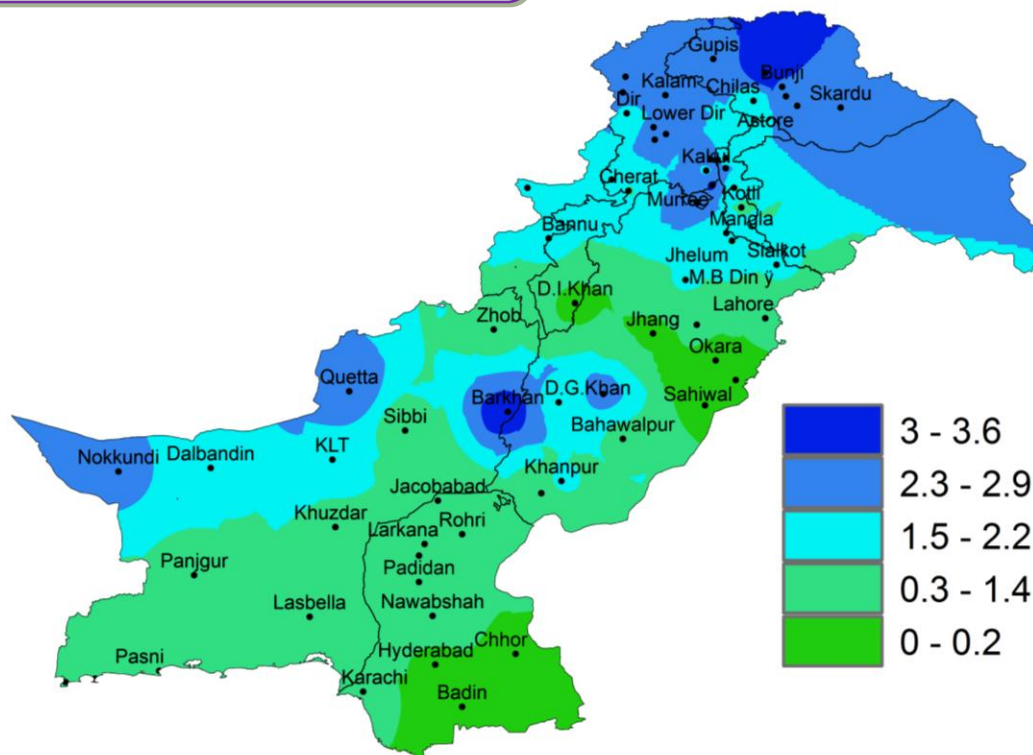 Gupis
Bunji
Kalam
Chilas
Skardu
Dir
Lower Dir
Astore
Kakul
Cherat
Murree
Kotli
Mangla
Bannu
Jhelum
Sialkot
M.B Din ÿ
D.I.Khan
Lahore
Zhob
Jhang
Okara
Quetta
Barkhan
D.G.Khan
Sahiwal
Sibbi
Bahawalpur
Nokkundi
Dalbandin
KLT
Khanpur
Jacobabad
Khuzdar
Larkana
Rohri
Panjgur
Padidan
Lasbella
Nawabshah
Chhor
Hyderabad
Pasni
Karachi
Badin
3 - 3.6
2.3 - 2.9
1.5 - 2.2
0.3 - 1.4
0 - 0.2